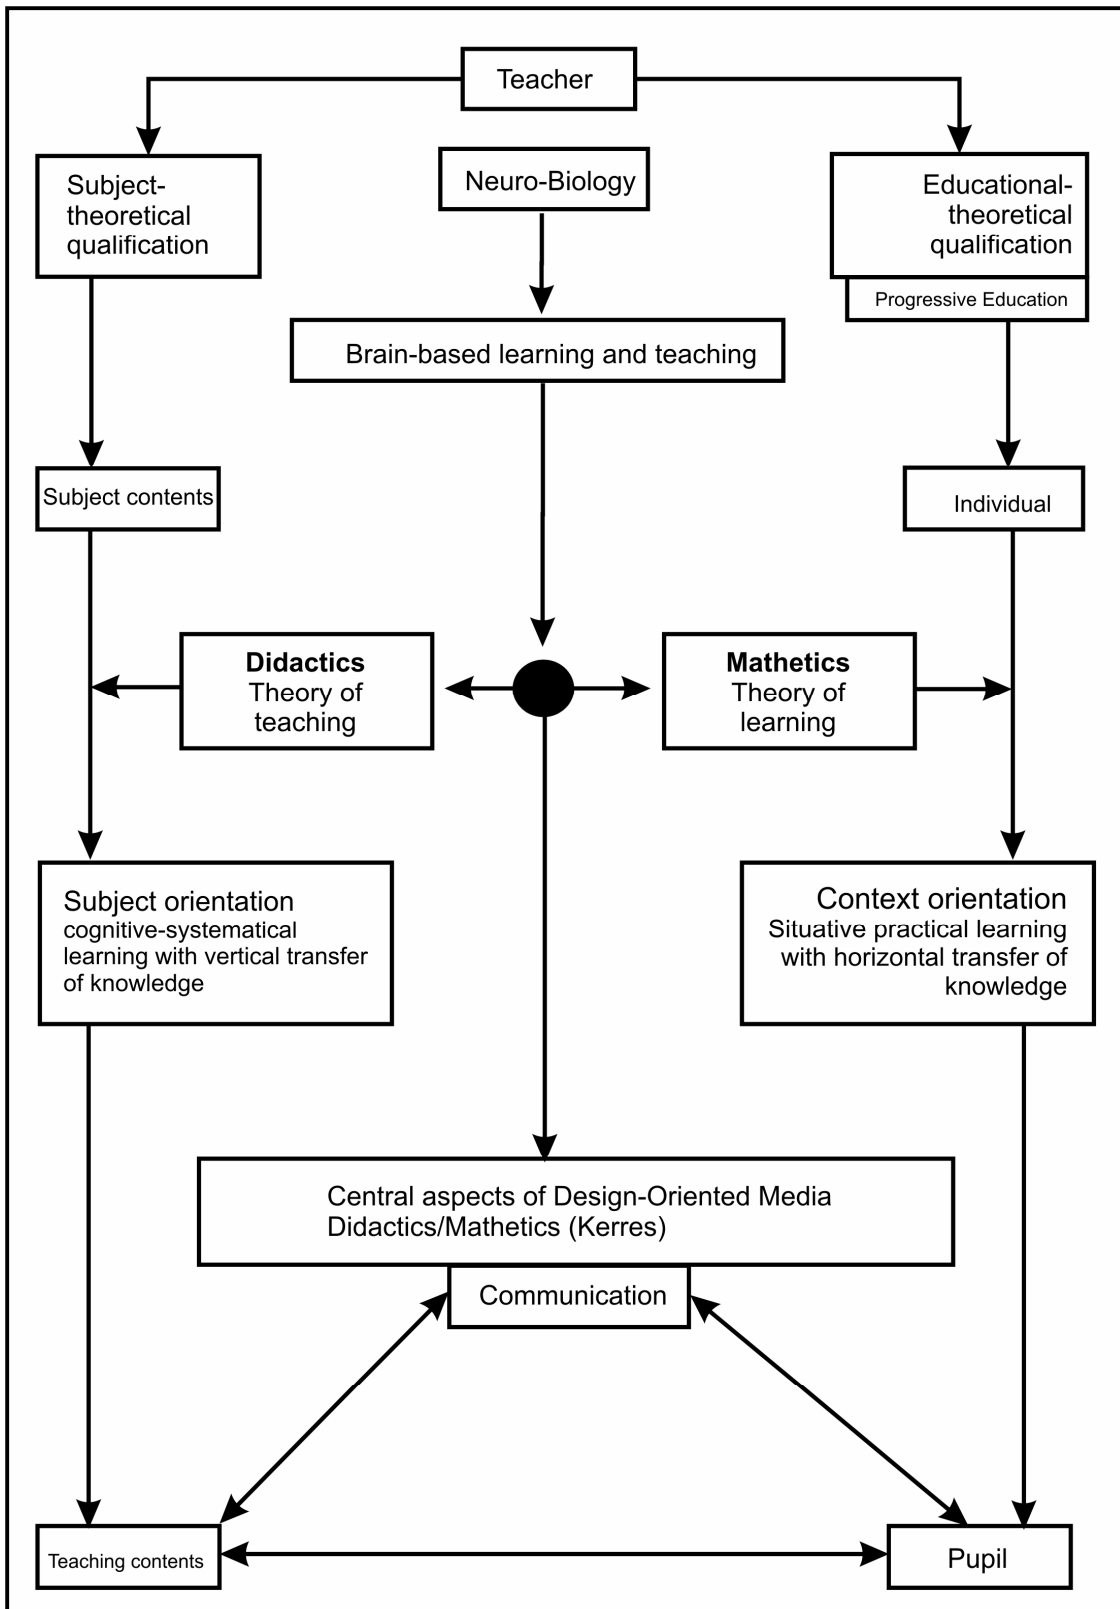 Teacher
Subject-
theoretical
qualification
Neuro-Biology
Educational-
theoretical
qualification
Progressive Education
Brain-based learning and teaching
Subject contents
Individual
Didactics
Theory of
teaching
Mathetics
Theory of
learning
Subject orientation
cognitive-systematical
learning with vertical transfer
of knowledge
Context orientation
Situative practical learning
with horizontal transfer of
knowledge
Central aspects of Design-Oriented Media
Didactics/Mathetics (Kerres)
Communication
Teaching contents
Pupil